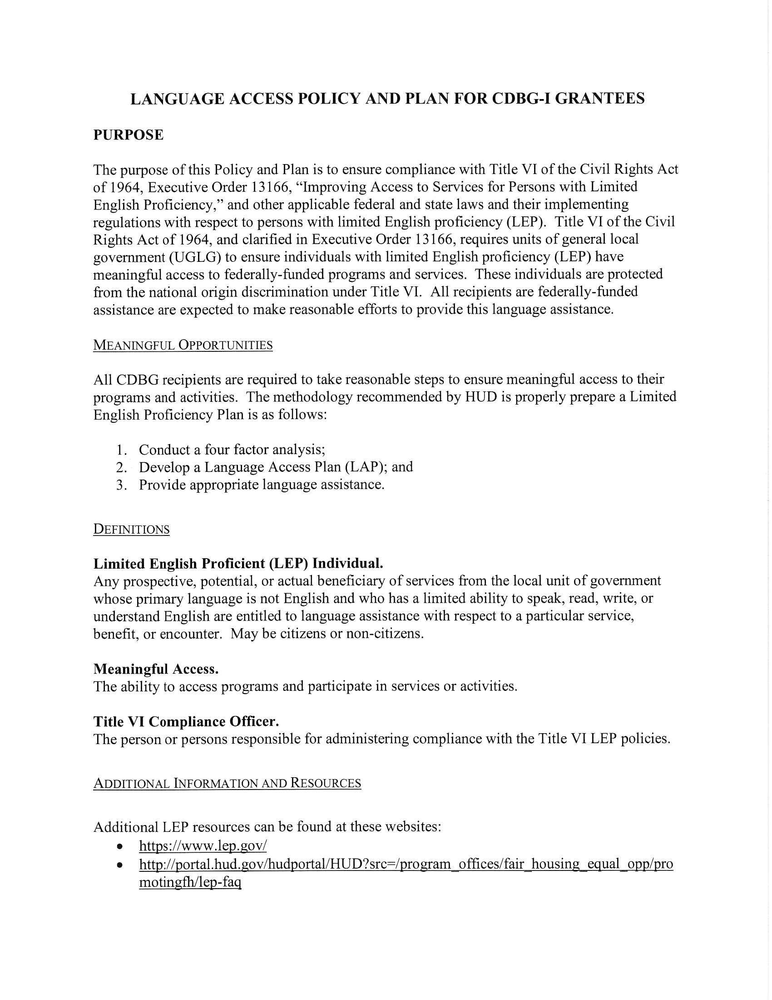 LANGUAGE ACCESS POLICY AND PLAN FOR CDBG-I GRANTEES
PURPOSE
The purpose of this Policy and Plan is to ensure compliance with Title VI of the Civil Rights Act
of 1964, Executive Order 13166, “Improving Access to Services for Persons with Limited
English Proficiency,” and other applicable federal and state laws and their implementing
regulations with respect to persons with limited English proficiency (LEP).  Title VI of the Civil
Rights Act of 1964, and clarified in Executive Order 13166, requires units of general local
government (UGLG) to ensure individuals with limited English proficiency (LEP) have
meaningful access to federally-funded programs and services.  These individuals are protected
from the national origin discrimination under Title VI.  All recipients are federally-funded
assistance are expected to make reasonable efforts to provide this language assistance.
MEANINGFUL OPPORTUNITIES
All CDBG recipients are required to take reasonable steps to ensure meaningful access to their
programs and activities.  The methodology recommended by HUD is properly prepare a Limited
English Proficiency Plan is as follows:
1. Conduct a four factor analysis;
2. Develop a Language Access Plan (LAP); and
3. Provide appropriate language assistance.
DEFINITIONS
Limited English Proficient (LEP) Individual.
Any prospective, potential, or actual beneficiary of services from the local unit of government
whose primary language is not English and who has a limited ability to speak, read, write, or
understand English are entitled to language assistance with respect to a particular service,
benefit, or encounter.  May be citizens or non-citizens.
Meaningful Access.
The ability to access programs and participate in services or activities.
Title VI Compliance Officer.
The person or persons responsible for administering compliance with the Title VI LEP policies.
ADDITIONAL INFORMATION AND RESOURCES
Additional LEP resources can be found at these websites:
• https://www.lep.gov/
• http://portal.hud.gov/hudportal/HUD?src=/program_offices/fair_housing_equal_opp/pro
motingfh/lep-faq